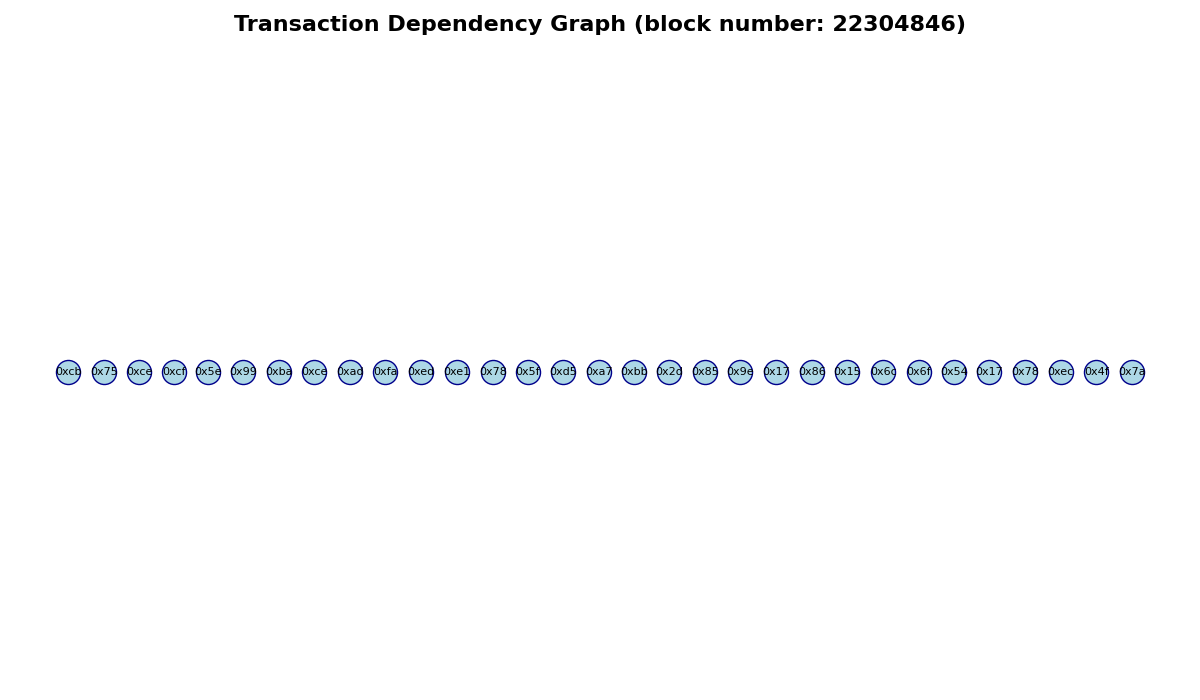 Transaction Dependency Graph (block number: 22304846)
0xcb 0x75 0xce 0xcf 0x5e 0x99 0xba 0xce 0xad 0xfa 0xed 0xe1 0x78 0x5f 0xd5 0xa7 0xbb 0x2d 0x85 0x9e 0x17 0x86 0x15 0x6c 0x6f 0x54 0x17 0x78 0xec 0x4f 0x7a